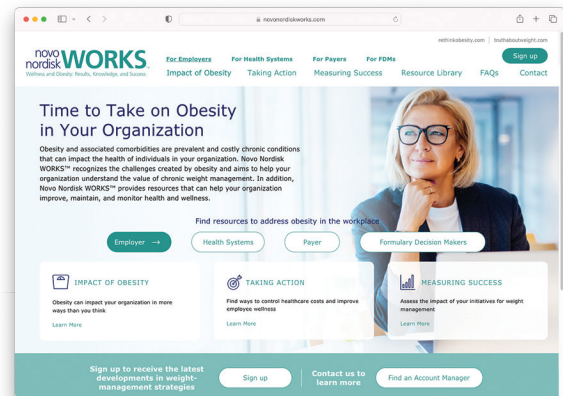 novonordiskworks.com
rethinkobesity.com | truthaboutweight.com
novo
nordisk WORKS™
Wellness and Obesity: Results, Knowledge, and Success
For Employers For Health Systems For Payers For FDMs
Sign up
Impact of Obesity Taking Action Measuring Success Resource Library FAQs Contact
Time to Take on Obesity
in Your Organization
Obesity and associated comorbidities are prevalent and costly chronic conditions
that can impact the health of individuals in your organization. Novo Nordisk
WORKS™ recognizes the challenges created by obesity and aims to help your
organization understand the value of chronic weight management. In addition,
Novo Nordisk WORKS™ provides resources that can help your organization
improve, maintain, and monitor health and wellness.
Find resources to address obesity in the workplace
Employer → Health Systems Payer Formulary Decision Makers
IMPACT OF OBESITY
Obesity can impact your organization in more
ways than you think
Learn More
TAKING ACTION
Find ways to control healthcare costs and improve
employee wellness
Learn More
MEASURING SUCCESS
Assess the impact of your initiatives for weight
management
Learn More
Sign up to receive the latest
developments in weight-
management strategies
Sign up
Contact us to
learn more
Find an Account Manager